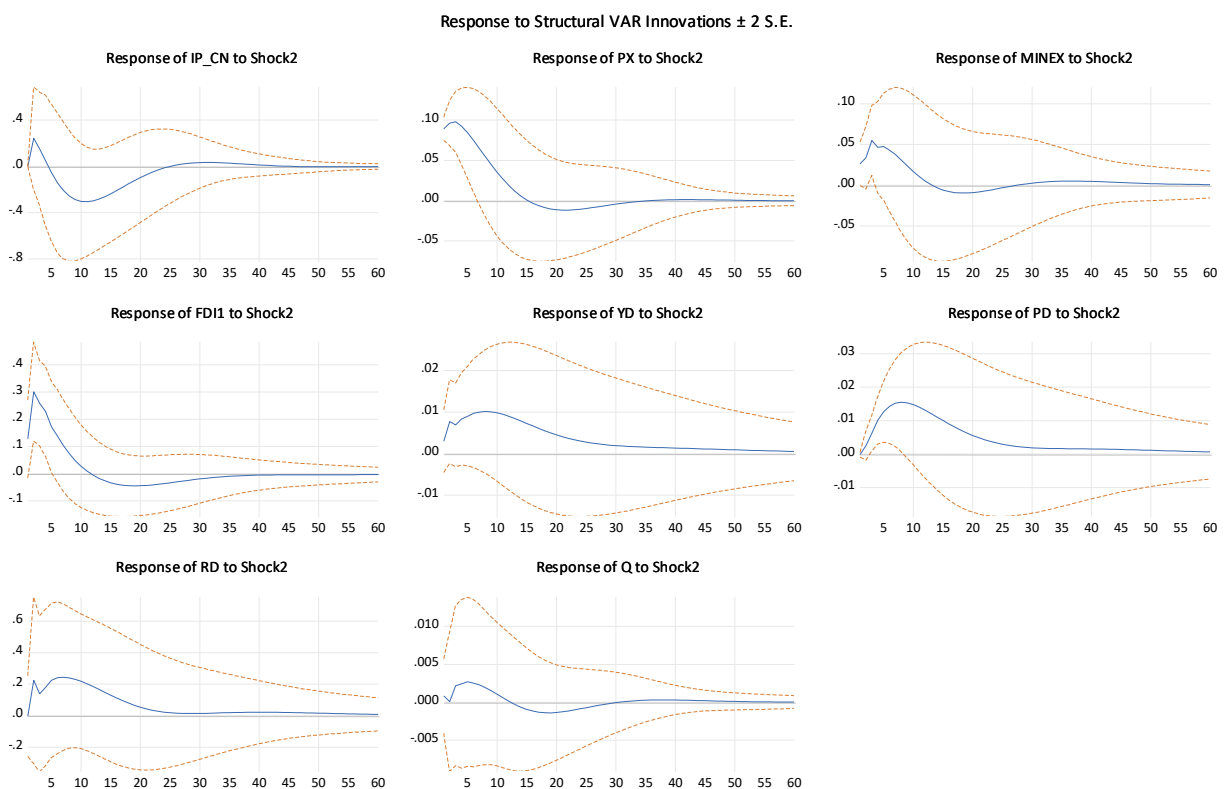 Response to Structural VAR Innovations ± 2 S.E.
Response of IP_CN to Shock2
.4
.0
-.4
-.8
5 10 15 20 25 30 35 40 45 50 55 60
Response of PX to Shock2
.10
.05
.00
-.05
5 10 15 20 25 30 35 40 45 50 55 60
Response of MINEX to Shock2
.10
.05
.00
-.05
5 10 15 20 25 30 35 40 45 50 55 60
Response of FDI1 to Shock2
.4
.3
.2
.1
.0
-.1
5 10 15 20 25 30 35 40 45 50 55 60
Response of YD to Shock2
.02
.01
.00
-.01
5 10 15 20 25 30 35 40 45 50 55 60
Response of PD to Shock2
.03
.02
.01
.00
-.01
5 10 15 20 25 30 35 40 45 50 55 60
Response of RD to Shock2
.6
.4
.2
.0
-.2
5 10 15 20 25 30 35 40 45 50 55 60
Response of Q to Shock2
.010
.005
.000
-.005
5 10 15 20 25 30 35 40 45 50 55 60